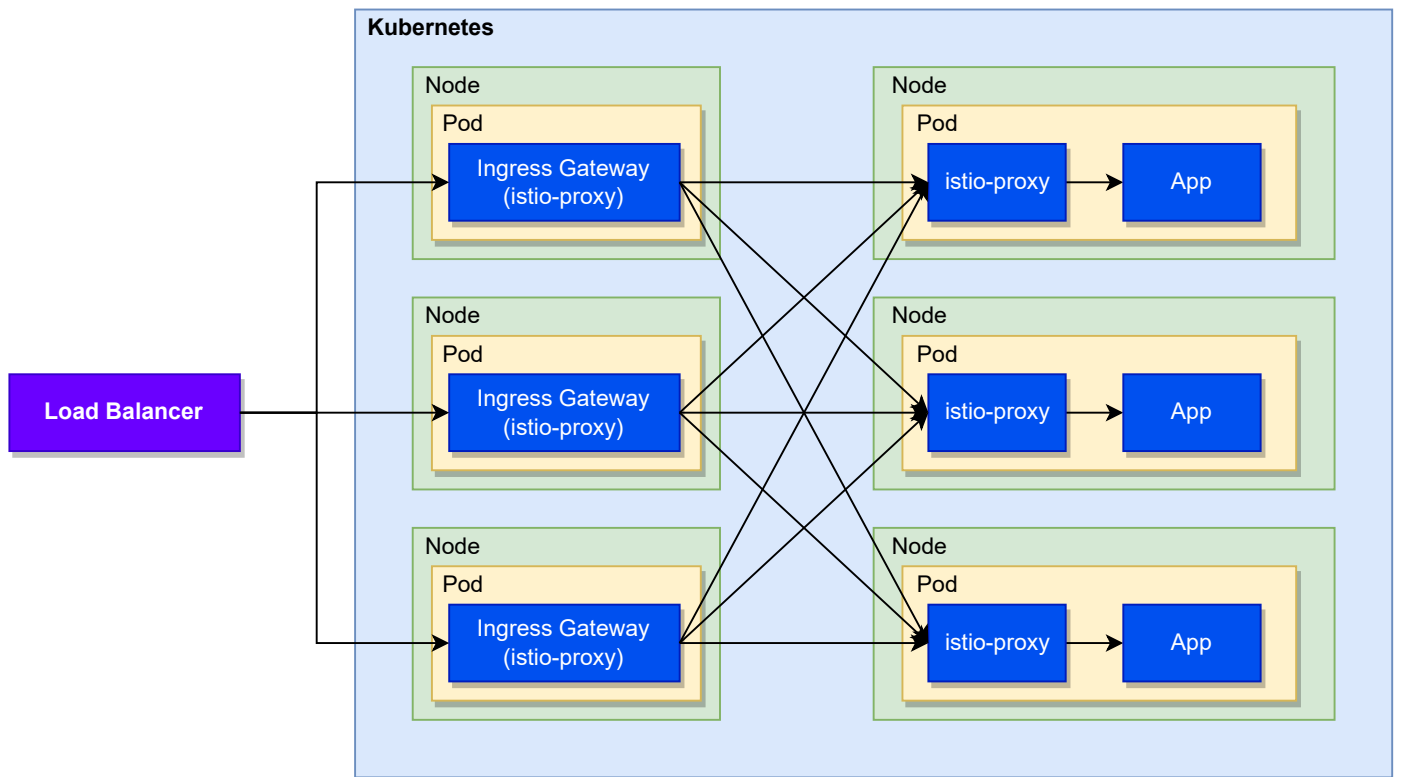 Kubernetes
Node
Pod
Ingress Gateway
(istio-proxy)
Node
Pod
istio-proxy
App
Load Balancer
Node
Pod
Ingress Gateway
(istio-proxy)
Node
Pod
istio-proxy
App
Node
Pod
Ingress Gateway
(istio-proxy)
Node
Pod
istio-proxy
App